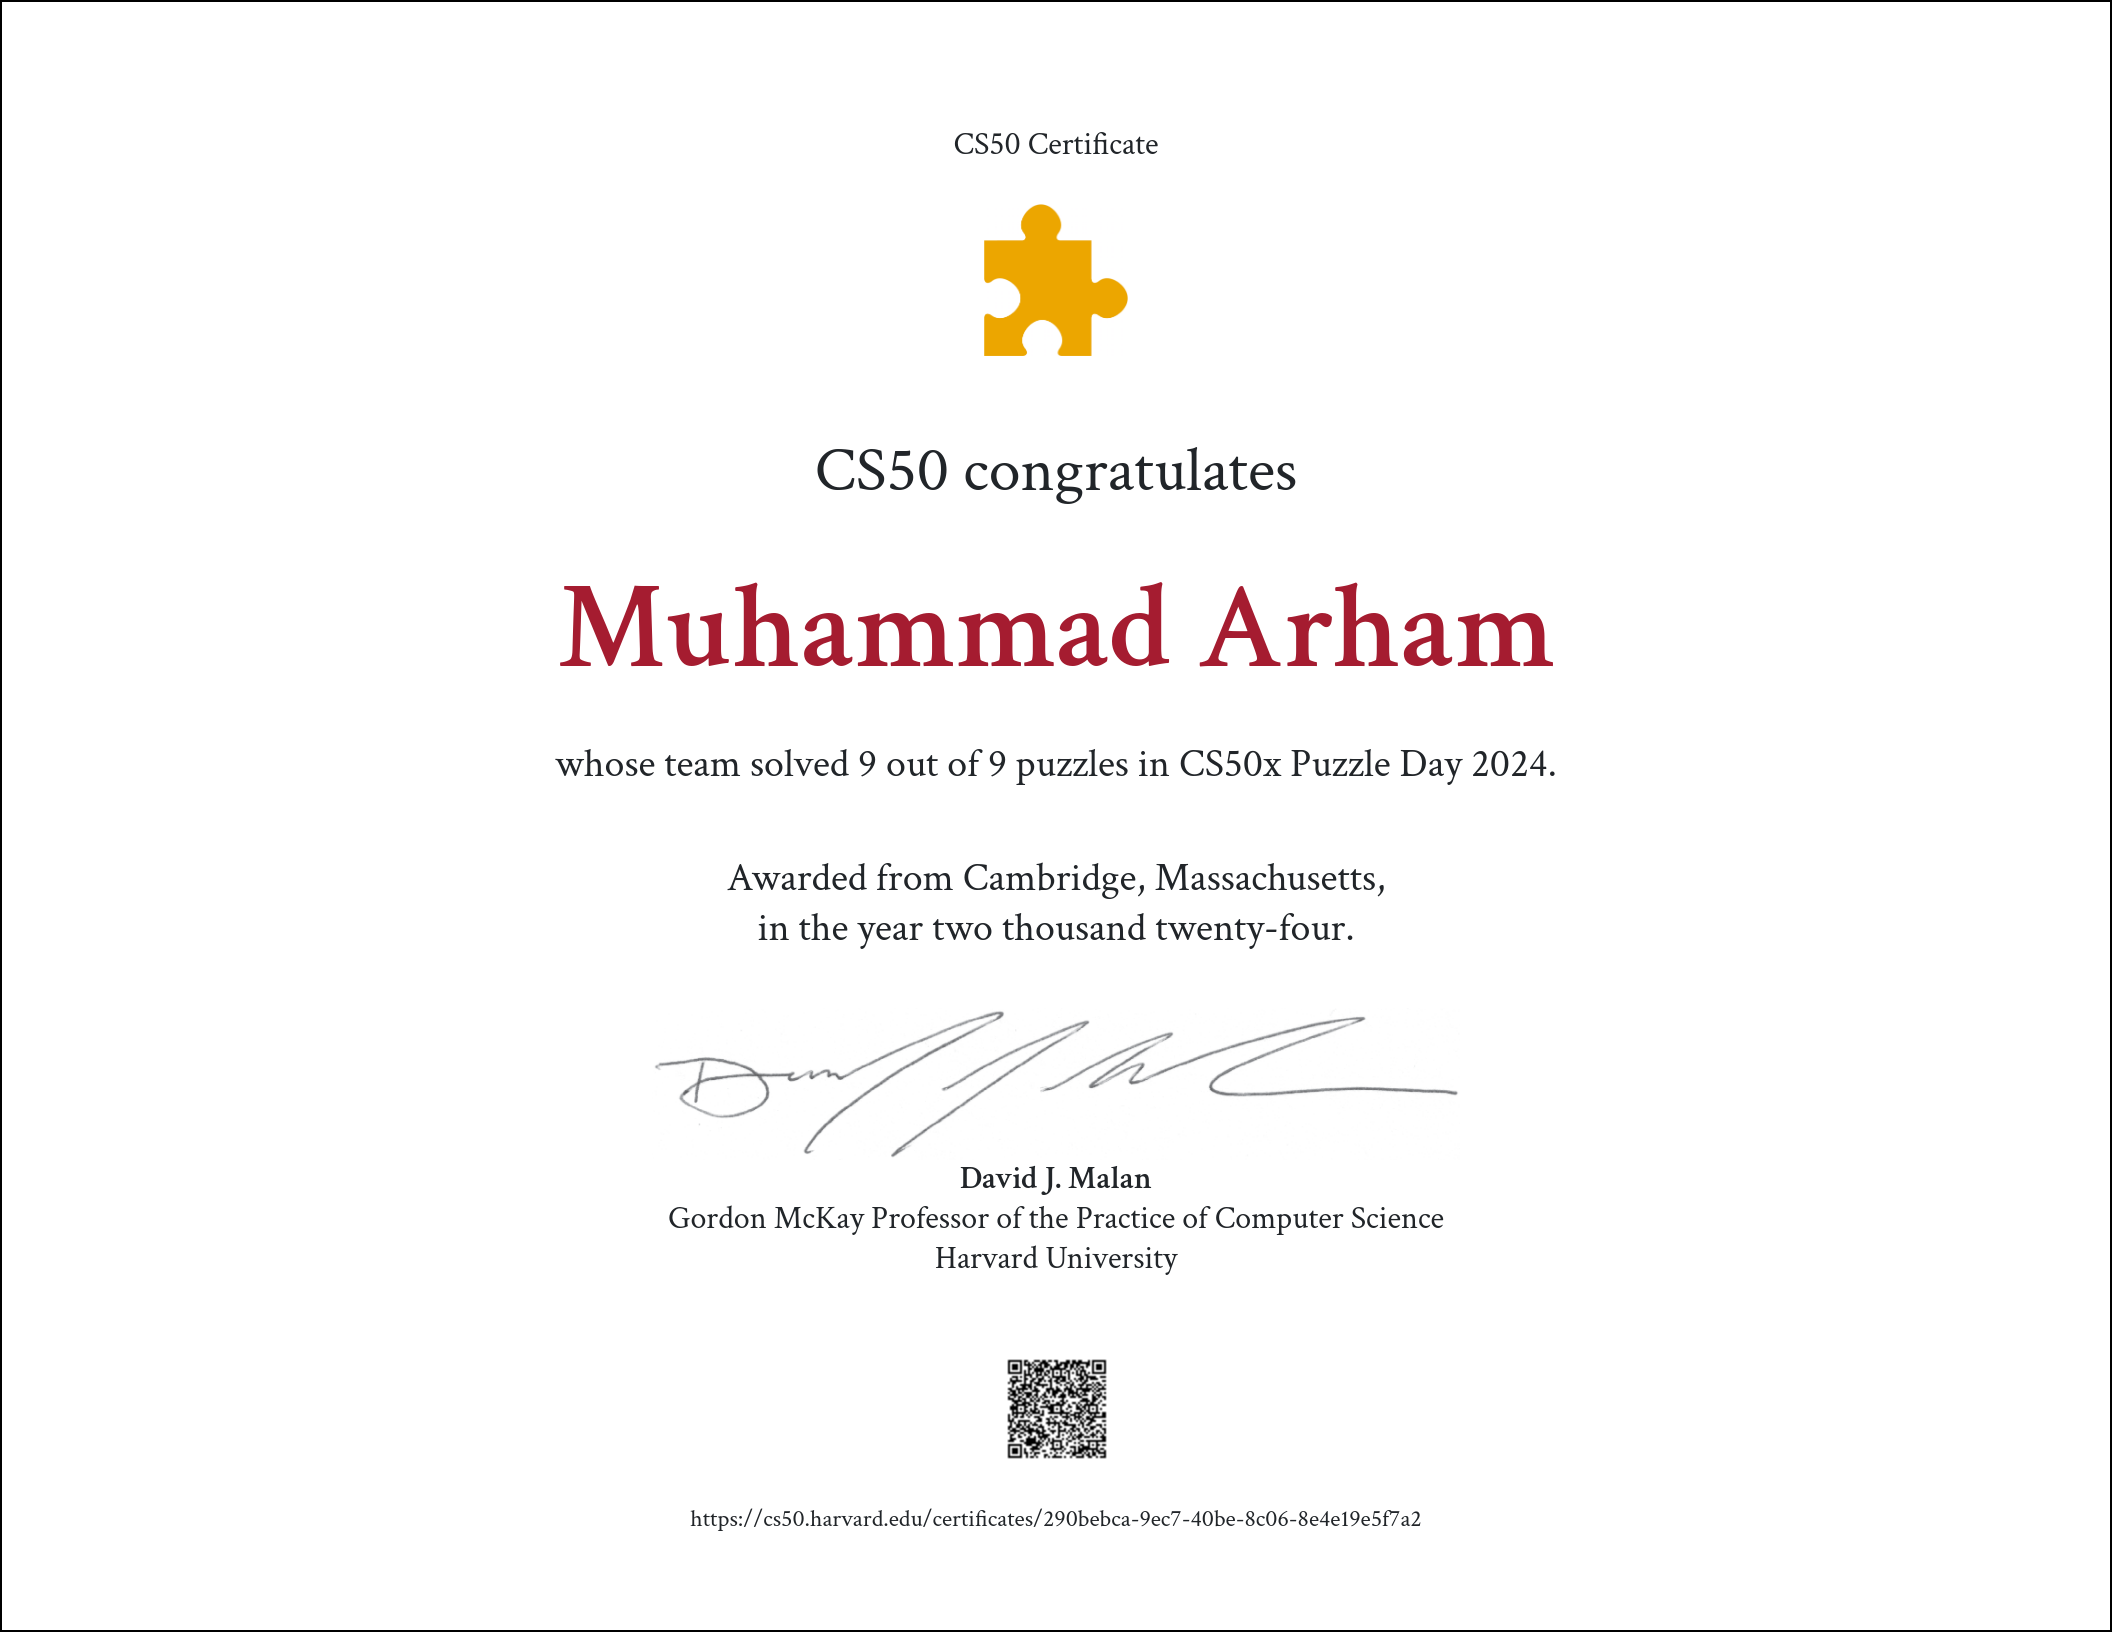 CS50 Certificate
CS50 congratulates
Muhammad Arham
whose team solved 9 out of 9 puzzles in CS50x Puzzle Day 2024.
Awarded from Cambridge, Massachusetts,
in the year two thousand twenty-four.
David J. Malan
Gordon McKay Professor of the Practice of Computer Science
Harvard University
https://cs50.harvard.edu/certificates/290bebca-9ec7-40be-8c06-8e4e19e5f7a2